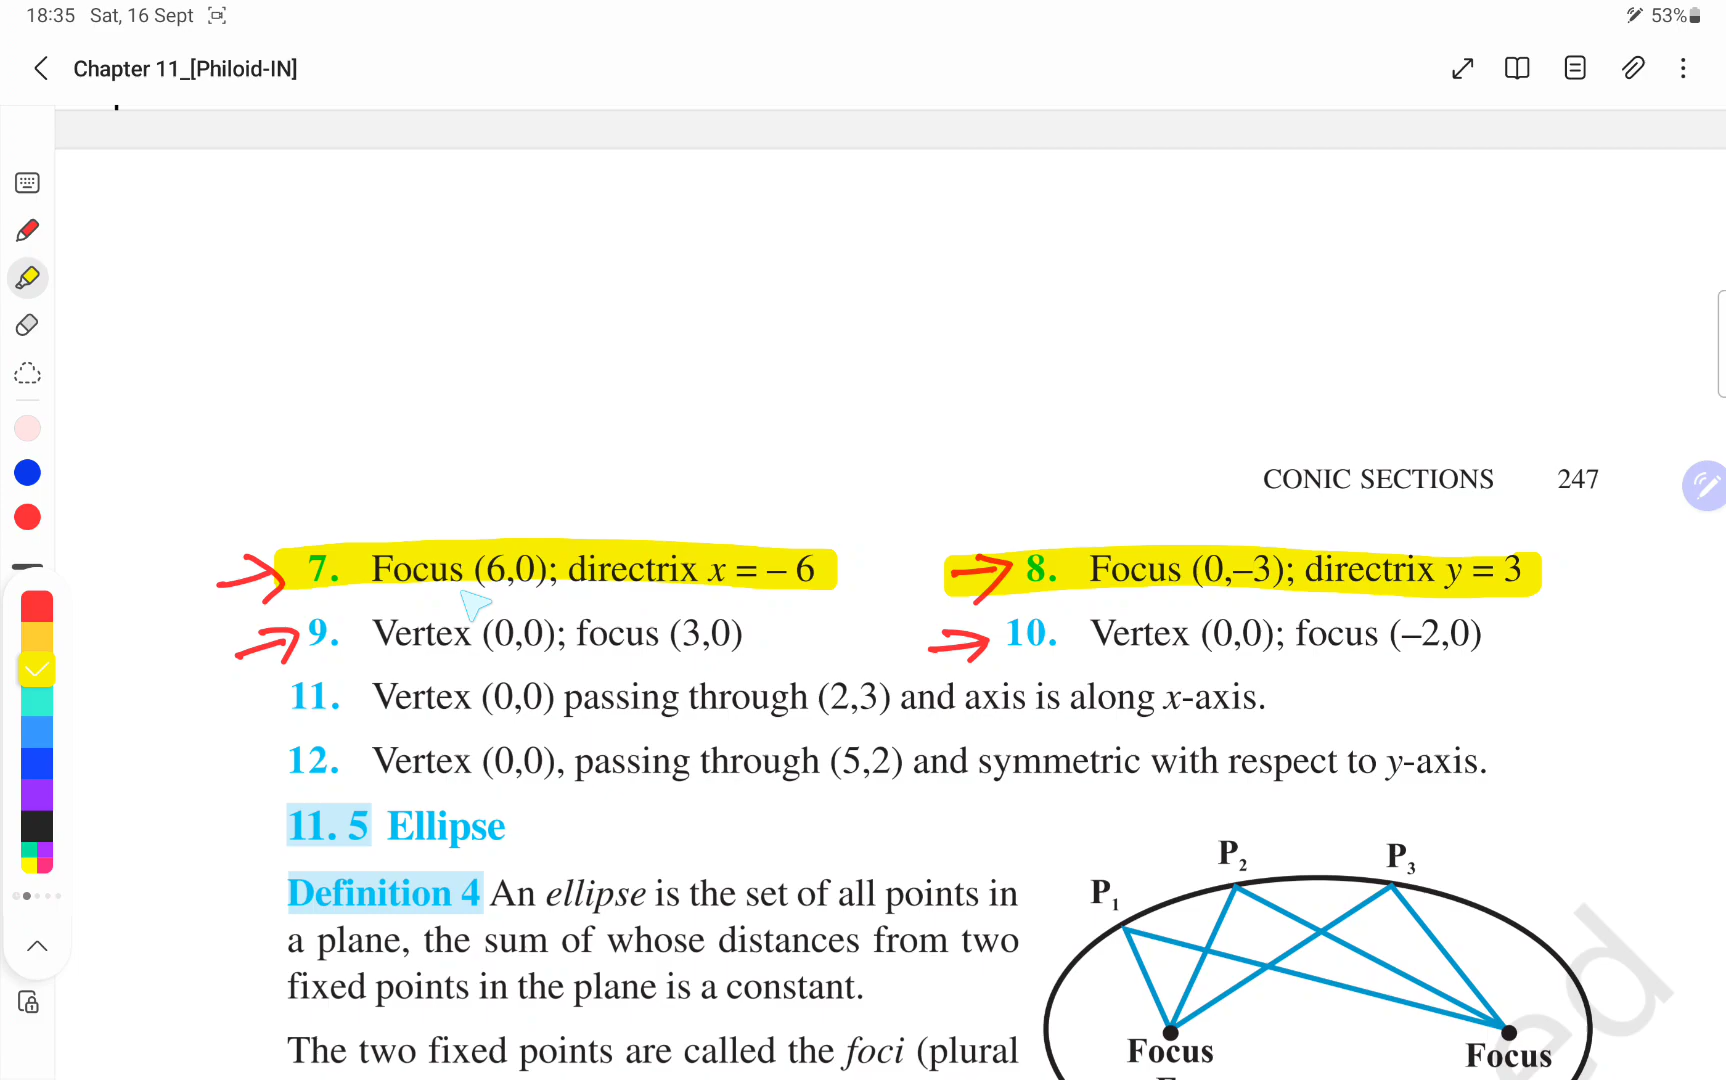 18:35 Sat, 16 Sept
53%
Chapter 11_[Philoid-IN]
CONIC SECTIONS 247
7. Focus (6,0); directrix x = – 6
8. Focus (0,–3); directrix y = 3
9. Vertex (0,0); focus (3,0)
10. Vertex (0,0); focus (–2,0)
11. Vertex (0,0) passing through (2,3) and axis is along x-axis.
12. Vertex (0,0), passing through (5,2) and symmetric with respect to y-axis.
11. 5 Ellipse
Definition 4 An ellipse is the set of all points in
a plane, the sum of whose distances from two
fixed points in the plane is a constant.
The two fixed points are called the foci (plural
P1
P2
P3
Focus
Focus
ed